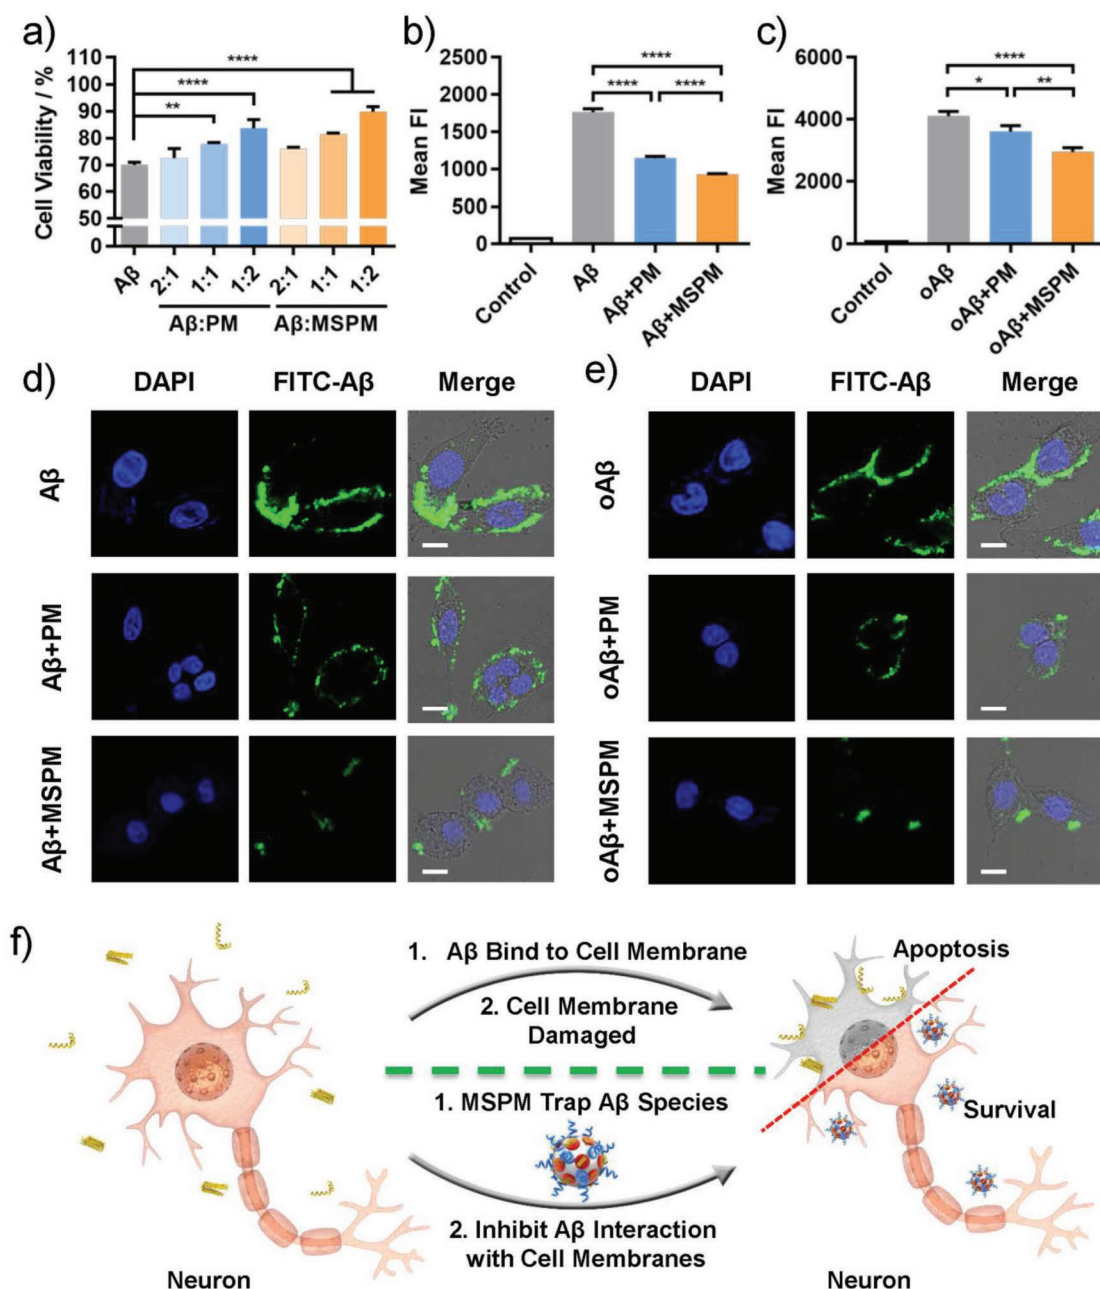 a)
Cell Viability / %
110
100
90
80
70
60
50
0
****
****
**
Aβ
2:1
1:1
1:2
2:1
1:1
1:2
Aβ:PM
Aβ:MSPM
b)
Mean FI
2500
2000
1500
1000
500
0
****
****
****
Control
Aβ
Aβ+PM
Aβ+MSPM
c)
Mean FI
6000
4000
2000
0
****
*
**
Control
oAβ
oAβ+PM
oAβ+MSPM
d)
DAPI
FITC-Aβ
Merge
Aβ
Aβ+PM
Aβ+MSPM
e)
DAPI
FITC-Aβ
Merge
oAβ
oAβ+PM
oAβ+MSPM
f)
1. Aβ Bind to Cell Membrane
2. Cell Membrane
Damaged
1. MSPM Trap Aβ Species
2. Inhibit Aβ Interaction
with Cell Membranes
Neuron
Apoptosis
Survival
Neuron